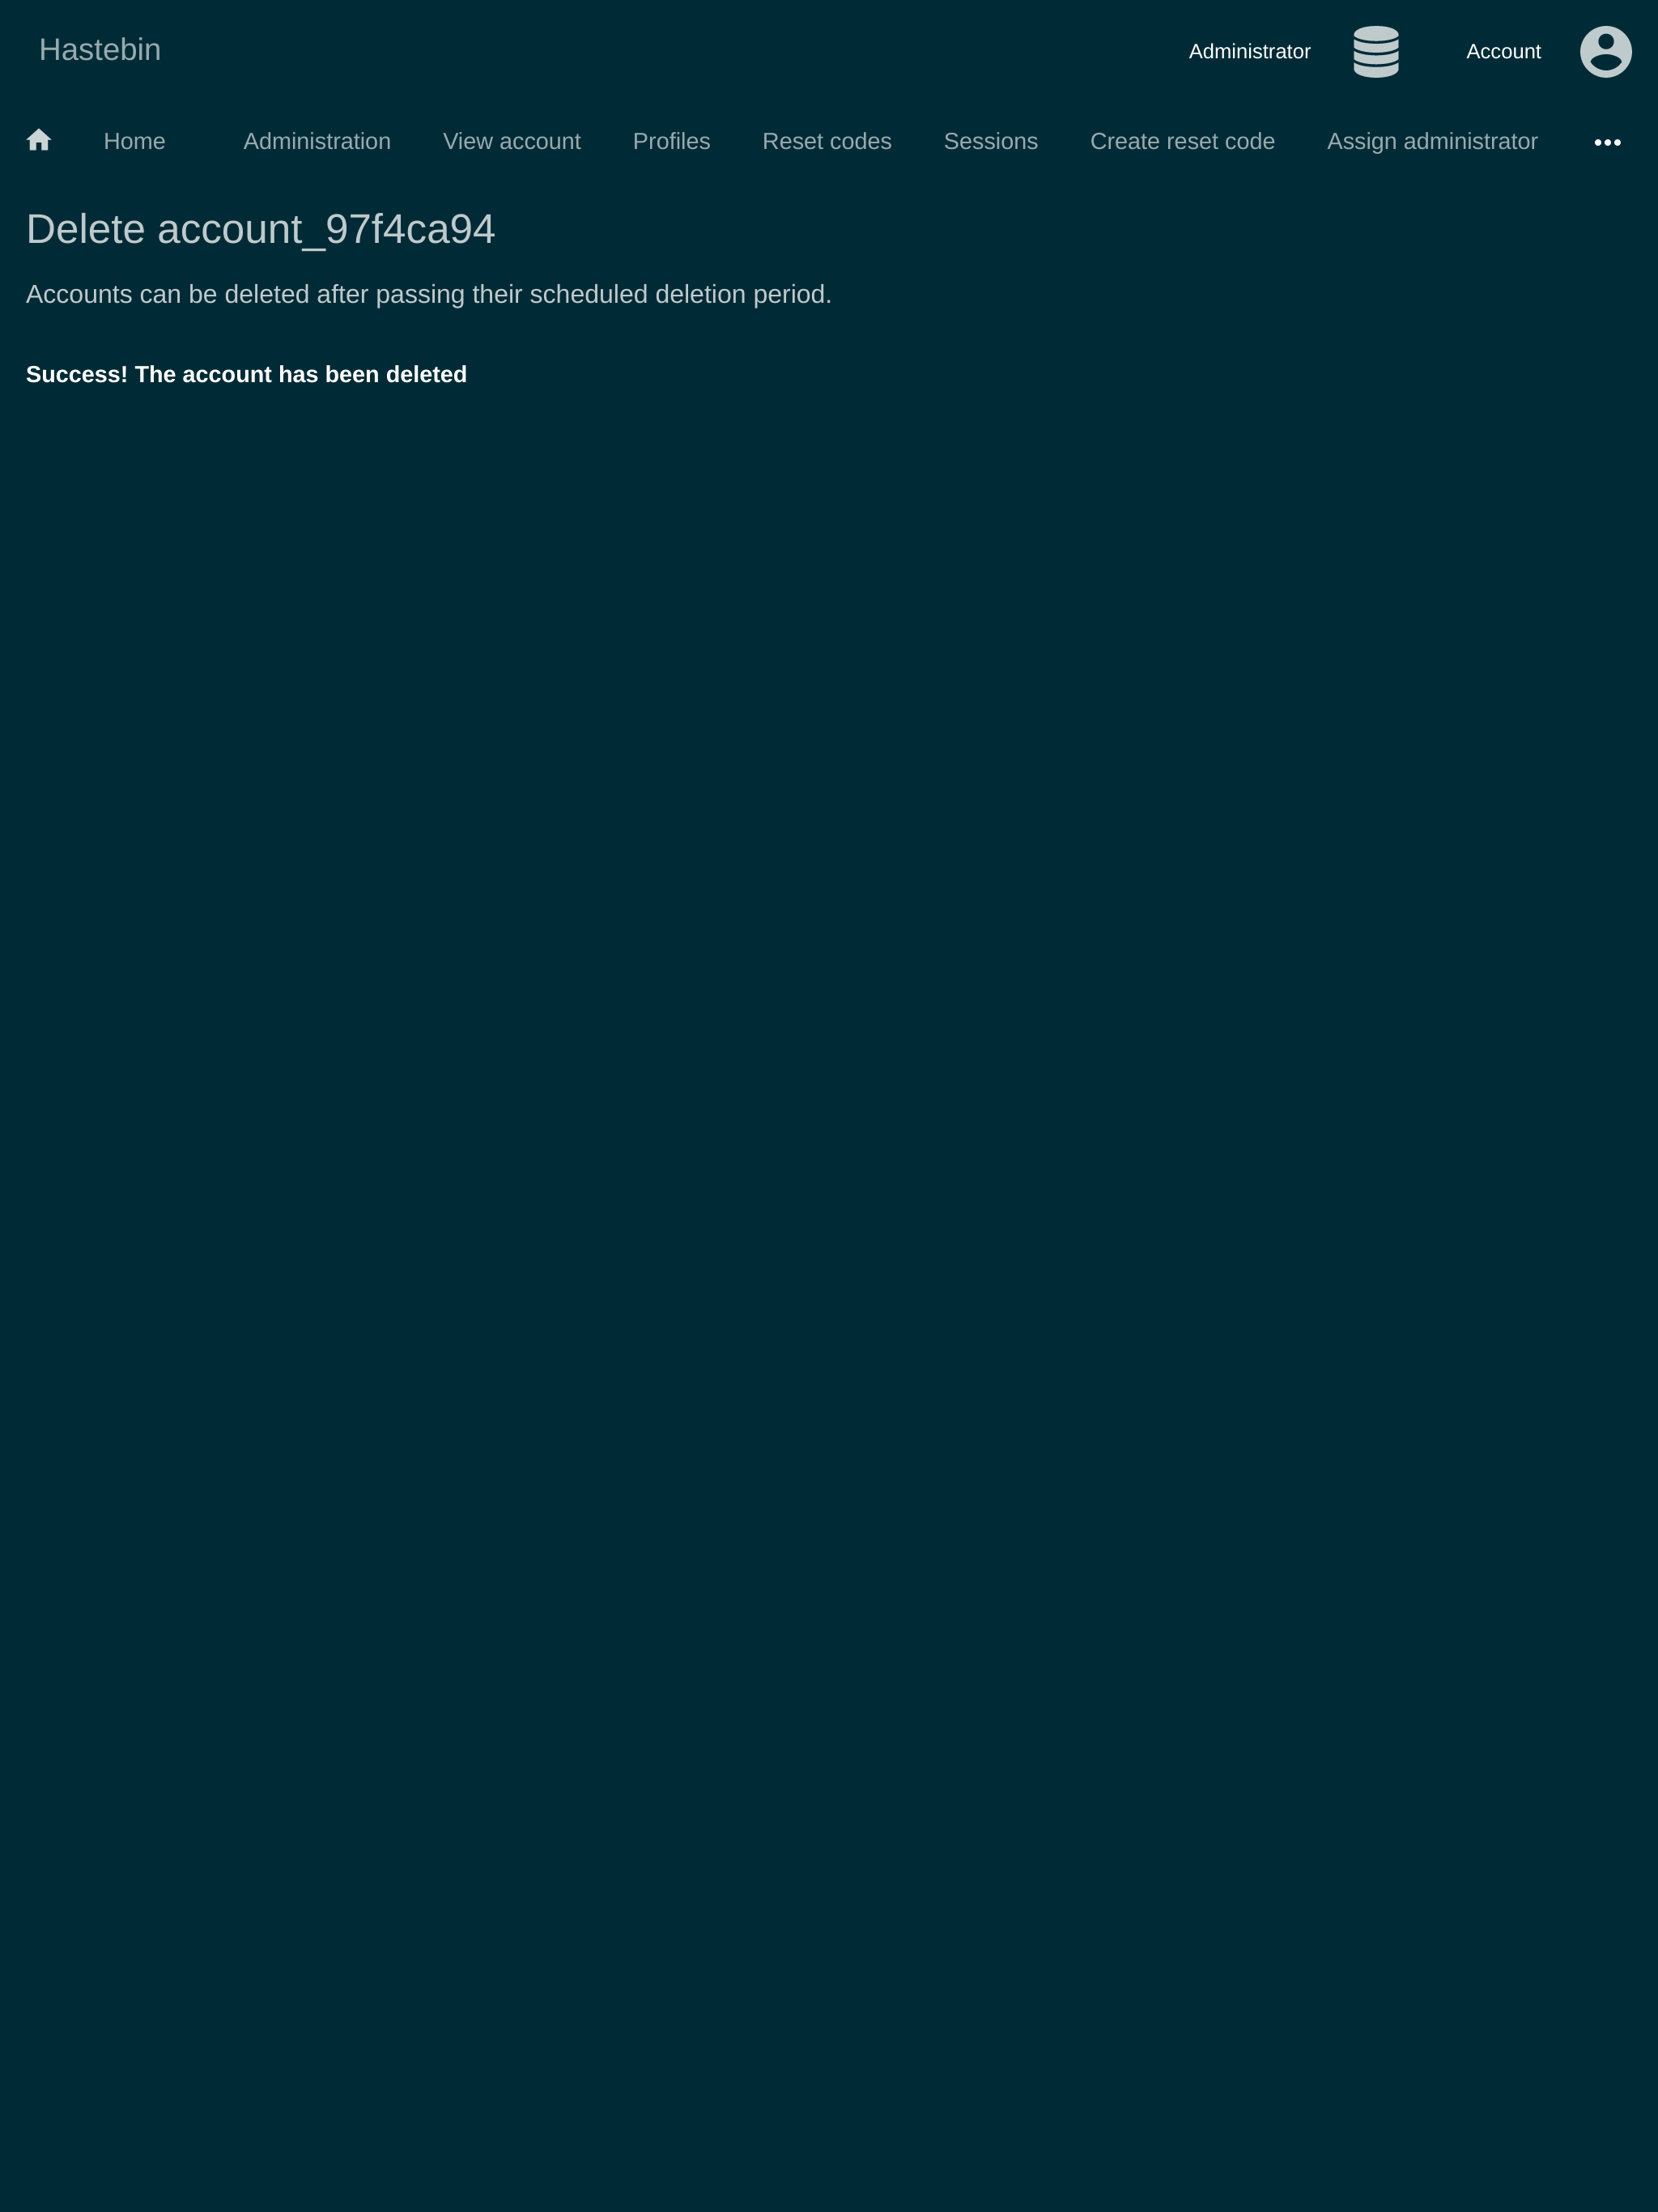 Hastebin
Administrator
Account
Home
Administration
View account
Profiles
Reset codes
Sessions
Create reset code
Assign administrator
Delete account_97f4ca94
Accounts can be deleted after passing their scheduled deletion period.
Success! The account has been deleted